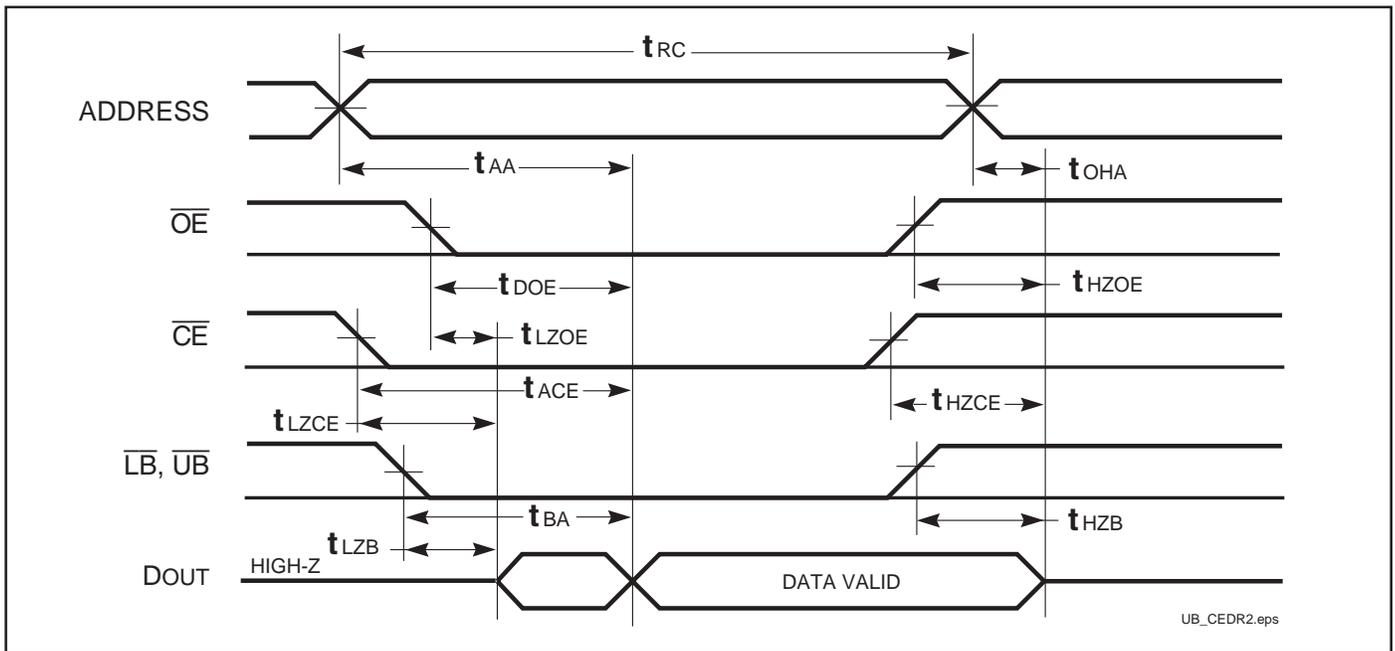 tRC
ADDRESS
tAA
tOHA
OE
tDOE
tHZOE
CE
tLZOE
tACE
tHZCE
tLZCE
LB, UB
tBA
tHZB
tLZB
HIGH-Z
DOUT
DATA VALID
UB_CEDR2.eps